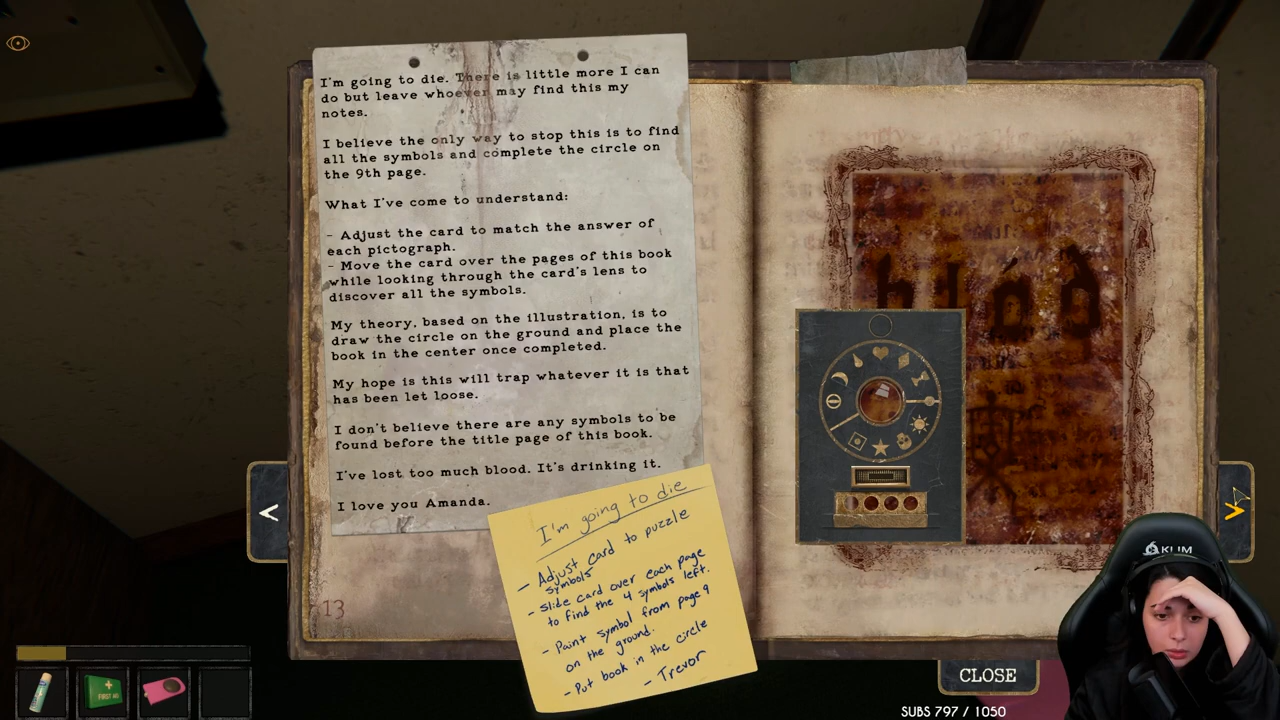 I'm going to die. There is little more I can
do but leave whoever may find this my
notes.
I believe the only way to stop this is to find
all the symbols and complete the circle on
the 9th page.
What I've come to understand:
- Adjust the card to match the answer of
each pictograph.
- Move the card over the pages of this book
while looking through the card's lens to
discover all the symbols.
My theory, based on the illustration, is to
draw the circle on the ground and place the
book in the center once completed.
My hope is this will trap whatever it is that
has been let loose.
I don't believe there are any symbols to be
found before the title page of this book.
I've lost too much blood. It's drinking it.
I love you Amanda.
13
I'm going to die
- Adjust card to puzzle
symbols
- Slide card over each page
to find the 4 symbols left.
- Paint symbol from page 9
on the ground.
- Put book in the circle
- Trevor
<
>
CLOSE
FIRST AID
KLIM
SUBS 797 / 1050